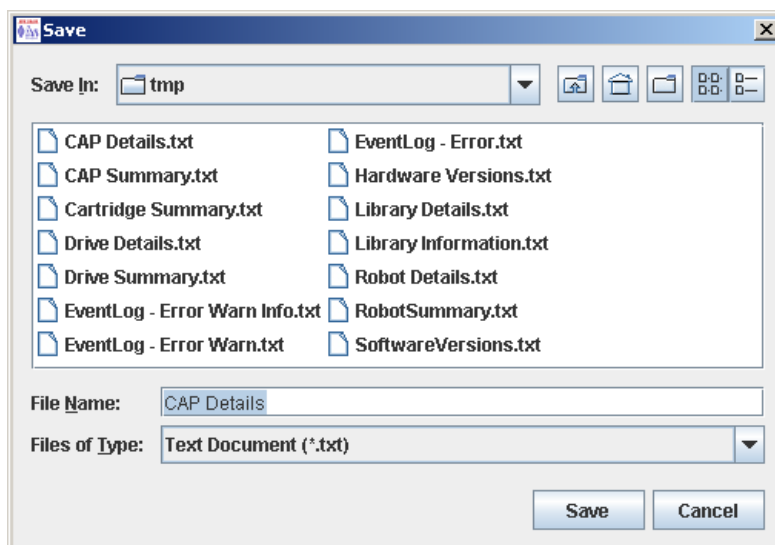 Save
Save In: tmp
CAP Details.txt
CAP Summary.txt
Cartridge Summary.txt
Drive Details.txt
Drive Summary.txt
EventLog - Error Warn Info.txt
EventLog - Error Warn.txt
EventLog - Error.txt
Hardware Versions.txt
Library Details.txt
Library Information.txt
Robot Details.txt
RobotSummary.txt
SoftwareVersions.txt
File Name: CAP Details
Files of Type: Text Document (*.txt)
Save Cancel